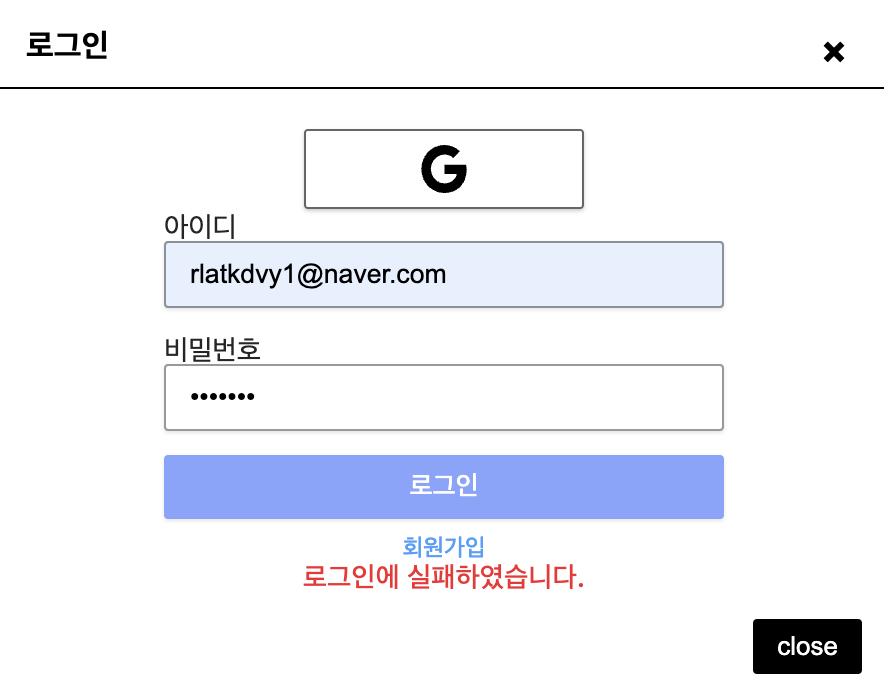 로그인
G
아이디
rlatkdvy1@naver.com
비밀번호
•••••••
로그인
회원가입
로그인에 실패하였습니다.
close